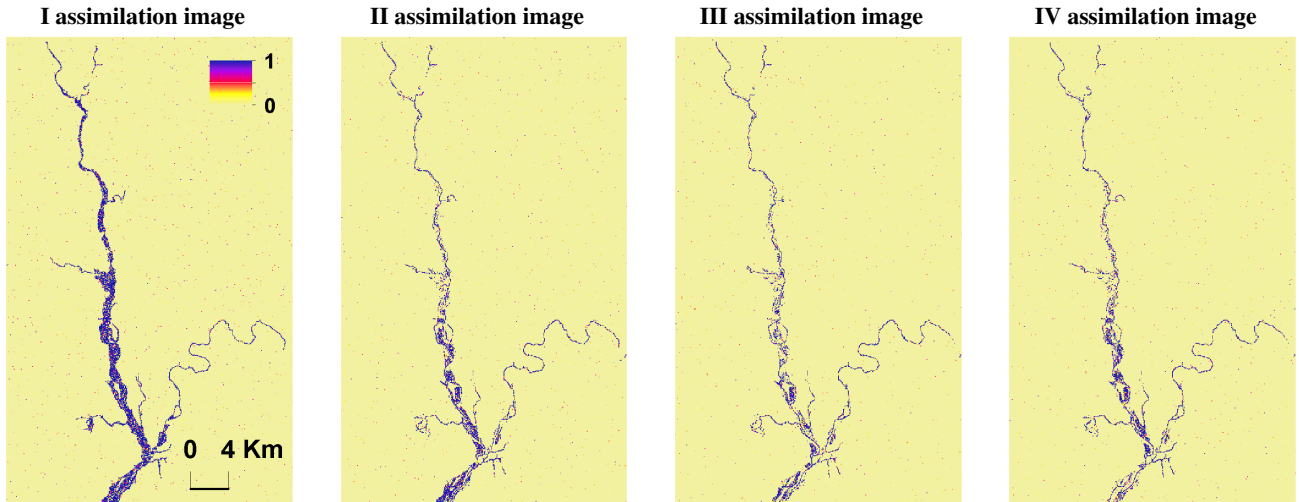 I assimilation image
II assimilation image
III assimilation image
IV assimilation image
1
0
0 4 Km